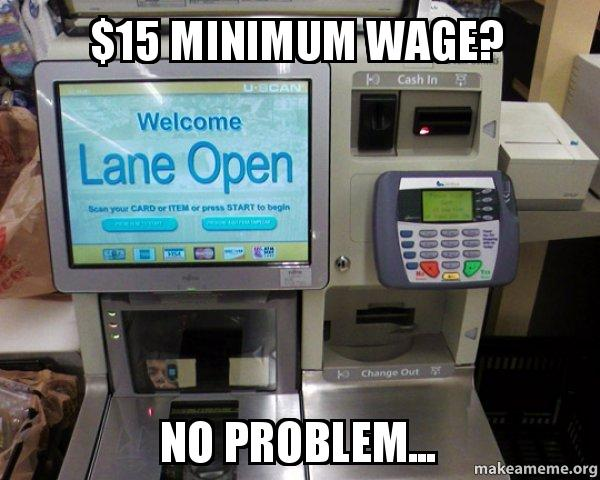 $15 MINIMUM WAGE?
U-SCAN
Cash In
Welcome
Lane Open
Scan your CARD or ITEM or press START to begin
VISA
Change Out
NO PROBLEM...
makeameme.org